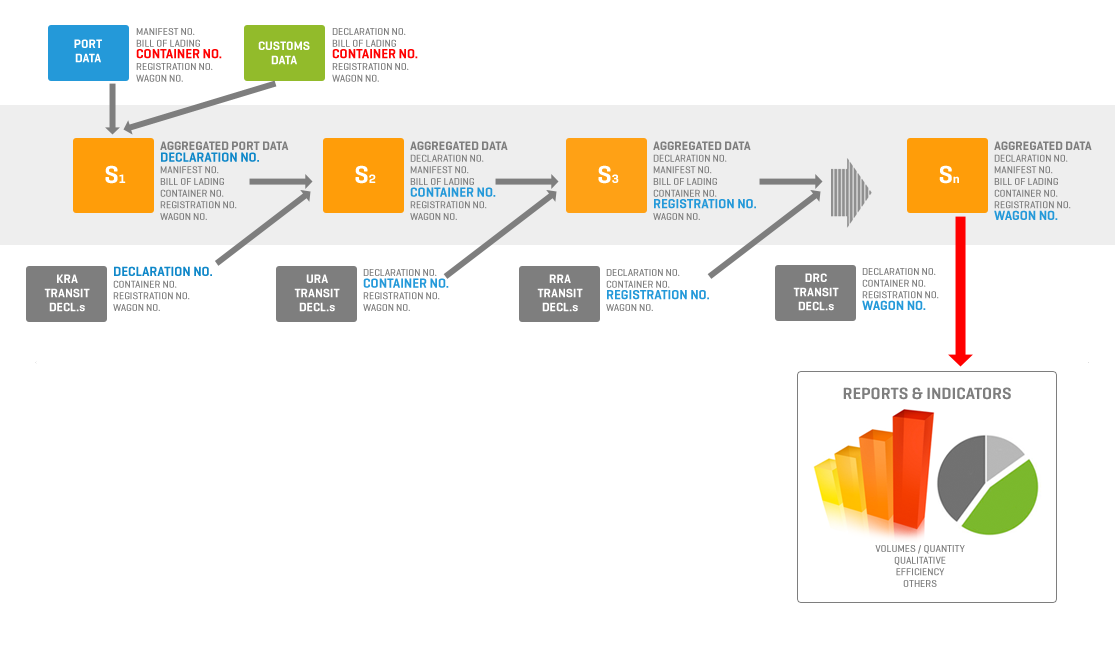 PORT
DATA
MANIFEST NO.
BILL OF LADING
CONTAINER NO.
REGISTRATION NO.
WAGON NO.
CUSTOMS
DATA
DECLARATION NO.
BILL OF LADING
CONTAINER NO.
REGISTRATION NO.
WAGON NO.
S1
AGGREGATED PORT DATA
DECLARATION NO.
MANIFEST NO.
BILL OF LADING
CONTAINER NO.
REGISTRATION NO.
WAGON NO.
S2
AGGREGATED DATA
DECLARATION NO.
MANIFEST NO.
BILL OF LADING
CONTAINER NO.
REGISTRATION NO.
WAGON NO.
S3
AGGREGATED DATA
DECLARATION NO.
MANIFEST NO.
BILL OF LADING
CONTAINER NO.
REGISTRATION NO.
WAGON NO.
Sn
AGGREGATED DATA
DECLARATION NO.
MANIFEST NO.
BILL OF LADING
CONTAINER NO.
REGISTRATION NO.
WAGON NO.
KRA
TRANSIT
DECL.s
DECLARATION NO.
CONTAINER NO.
REGISTRATION NO.
WAGON NO.
URA
TRANSIT
DECL.s
DECLARATION NO.
CONTAINER NO.
REGISTRATION NO.
WAGON NO.
RRA
TRANSIT
DECL.s
DECLARATION NO.
CONTAINER NO.
REGISTRATION NO.
WAGON NO.
DRC
TRANSIT
DECL.s
DECLARATION NO.
CONTAINER NO.
REGISTRATION NO.
WAGON NO.
REPORTS & INDICATORS
VOLUMES / QUANTITY
QUALITATIVE
EFFICIENCY
OTHERS